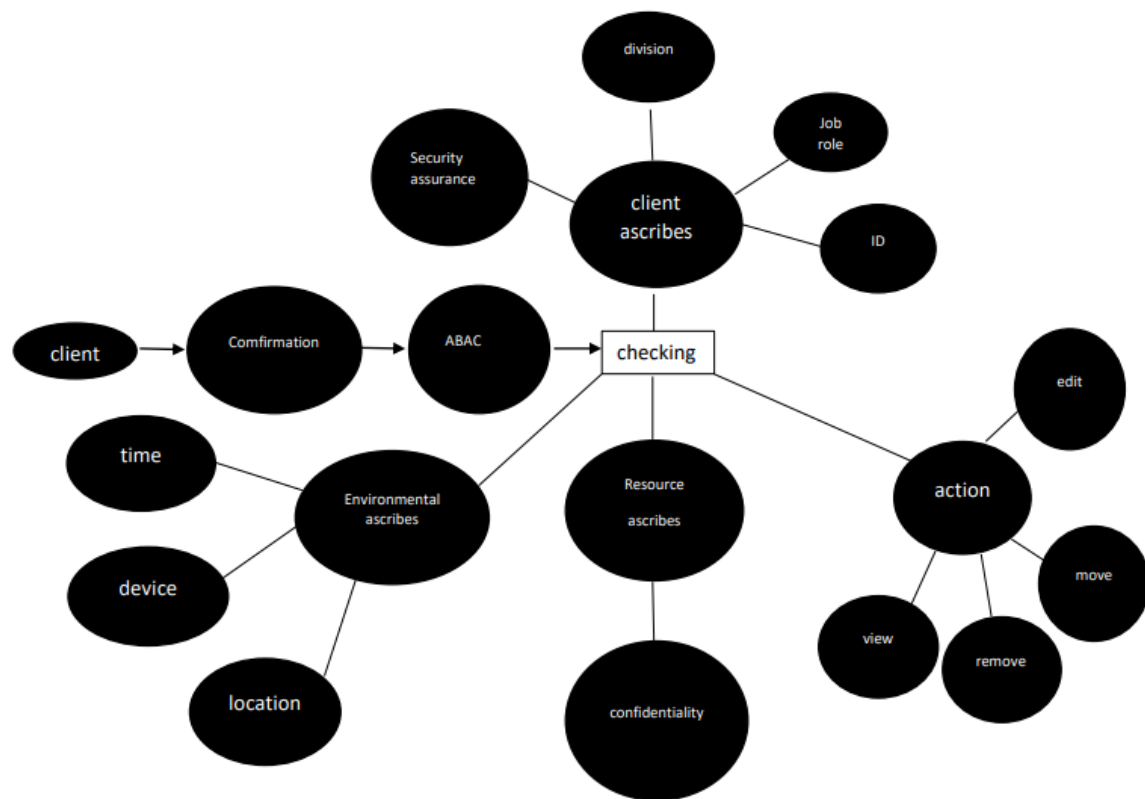 division
Job
role
Security
assurance
client
ascribes
ID
client
Comfirmation
ABAC
checking
edit
time
Environmental
ascribes
Resource
ascribes
action
device
move
view
remove
location
confidentiality